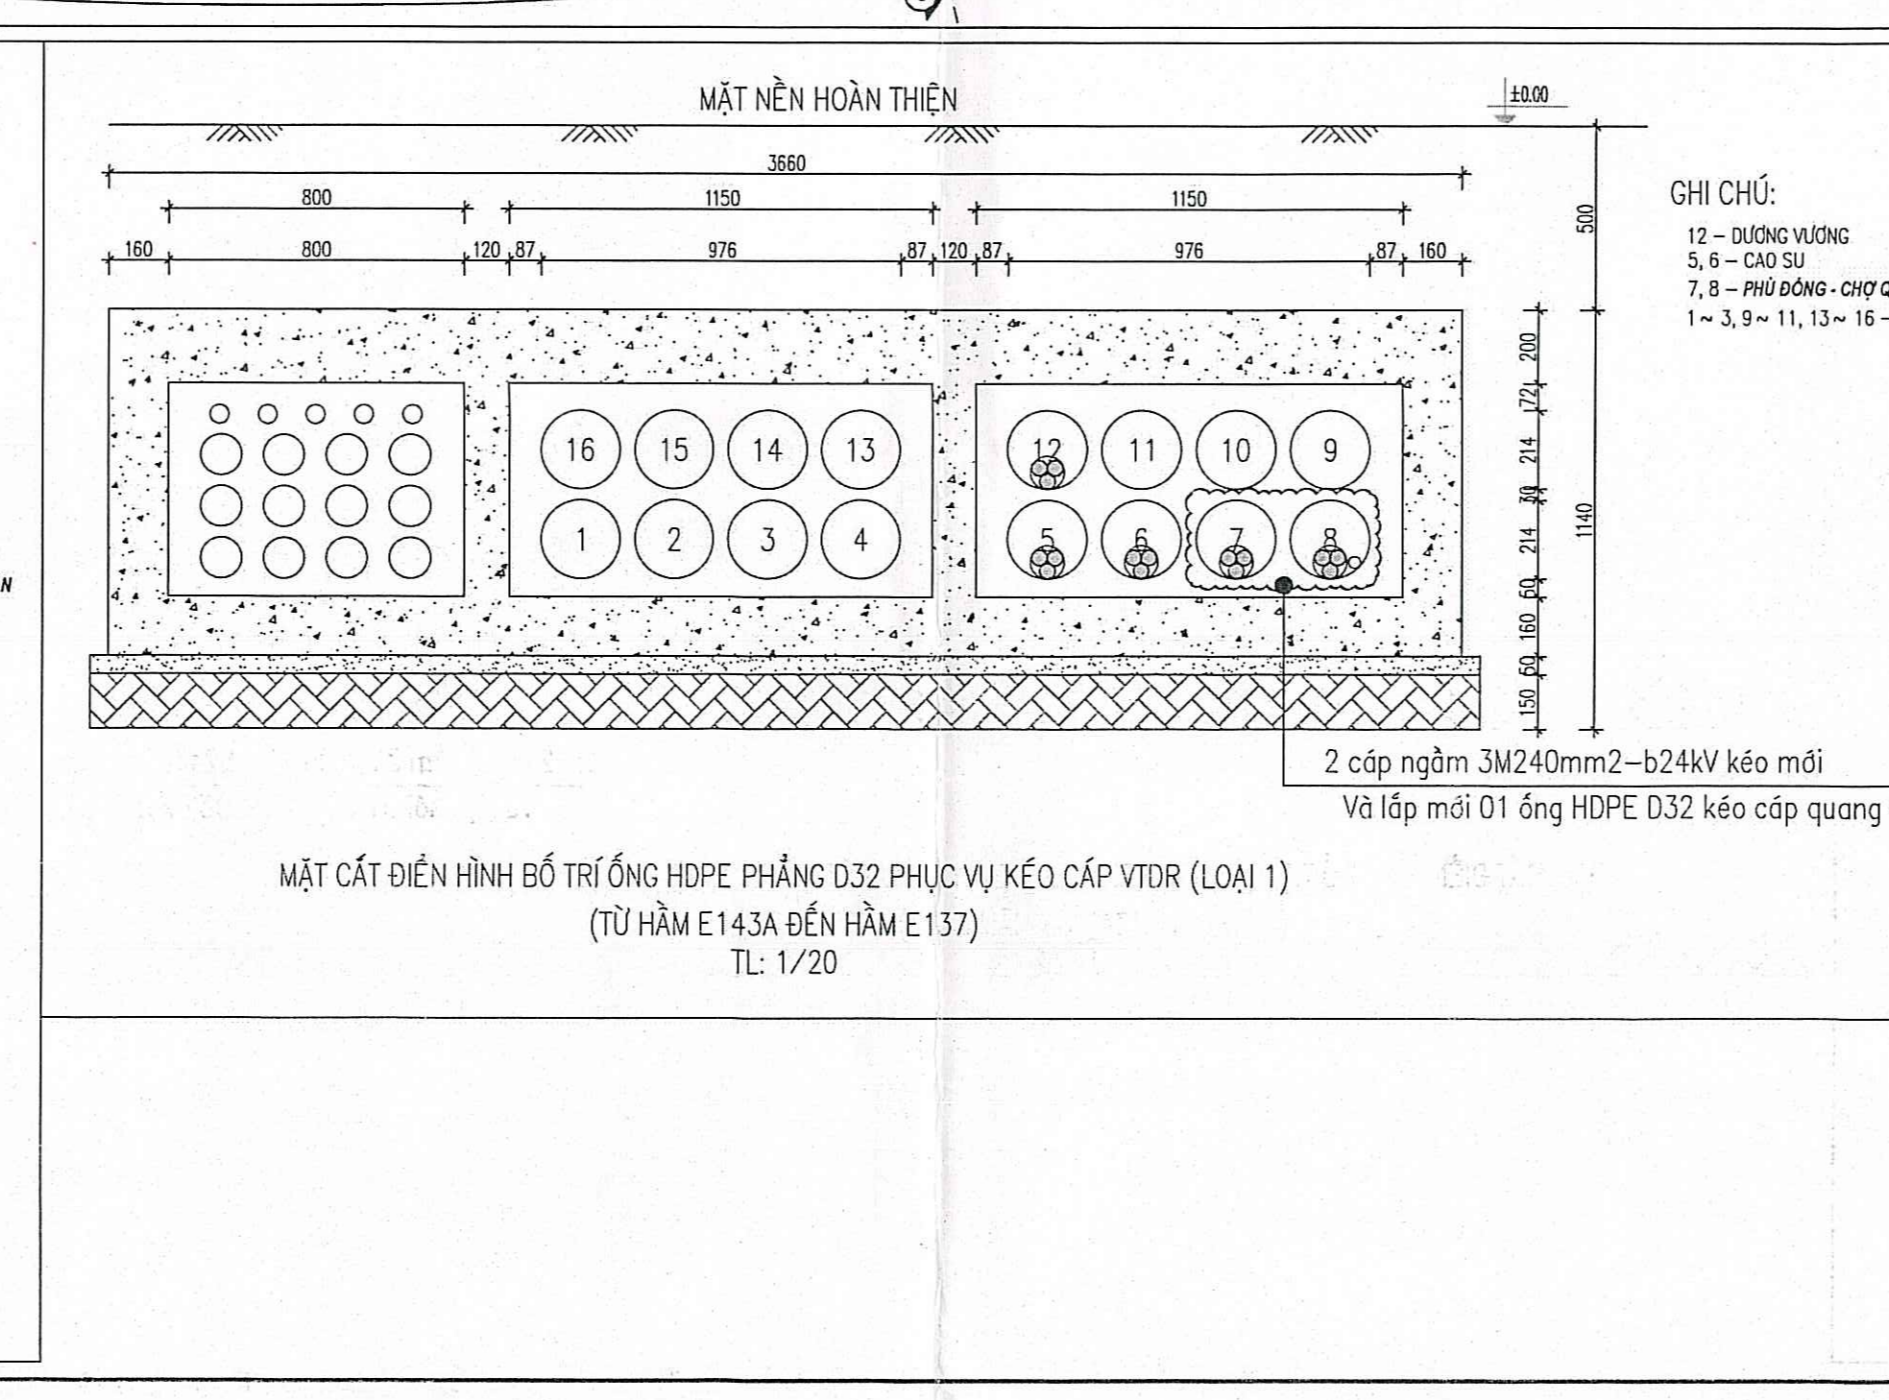 MẶT NỀN HOÀN THIỆN
±0.00
3660
800
1150
1150
160
800
120
87
976
87
120
87
976
87
160
500
GHI CHÚ:
12 – DƯƠNG VƯƠNG
5, 6 – CAO SU
7, 8 – PHÙ ĐỔNG - CHỢ Q
1 ~ 3, 9 ~ 11, 13 ~ 16 –
200
72
214
30
214
60
160
50
150
1140
16 15 14 13
12 11 10 9
1 2 3 4
5 6 7 8
N
2 cáp ngầm 3M240mm2–b24kV kéo mới
Và lắp mới 01 ống HDPE D32 kéo cáp quang
MẶT CẮT ĐIỂN HÌNH BỐ TRÍ ỐNG HDPE PHẲNG D32 PHỤC VỤ KÉO CÁP VTDR (LOẠI 1)
(TỪ HẦM E143A ĐẾN HẦM E137)
TL: 1/20